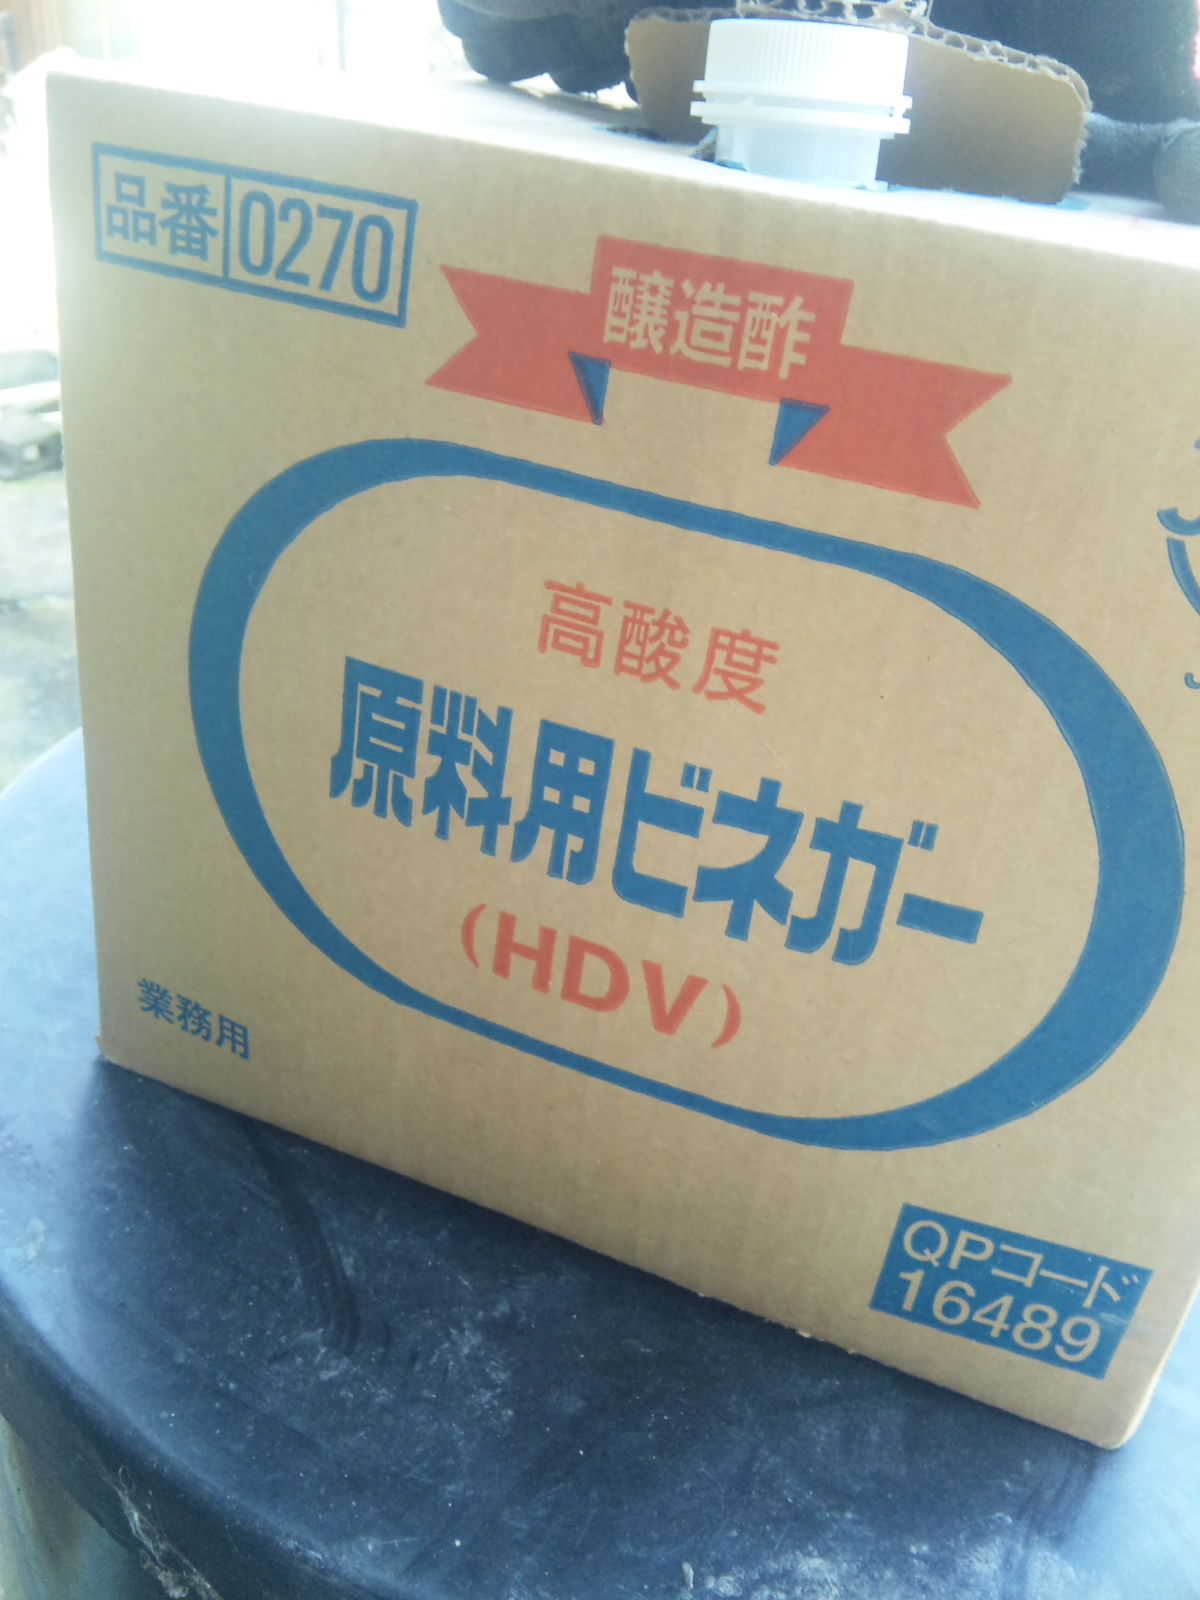 品番 0270
醸造酢
高酸度
原料用ビネガー
(HDV)
業務用
QPコード
16489